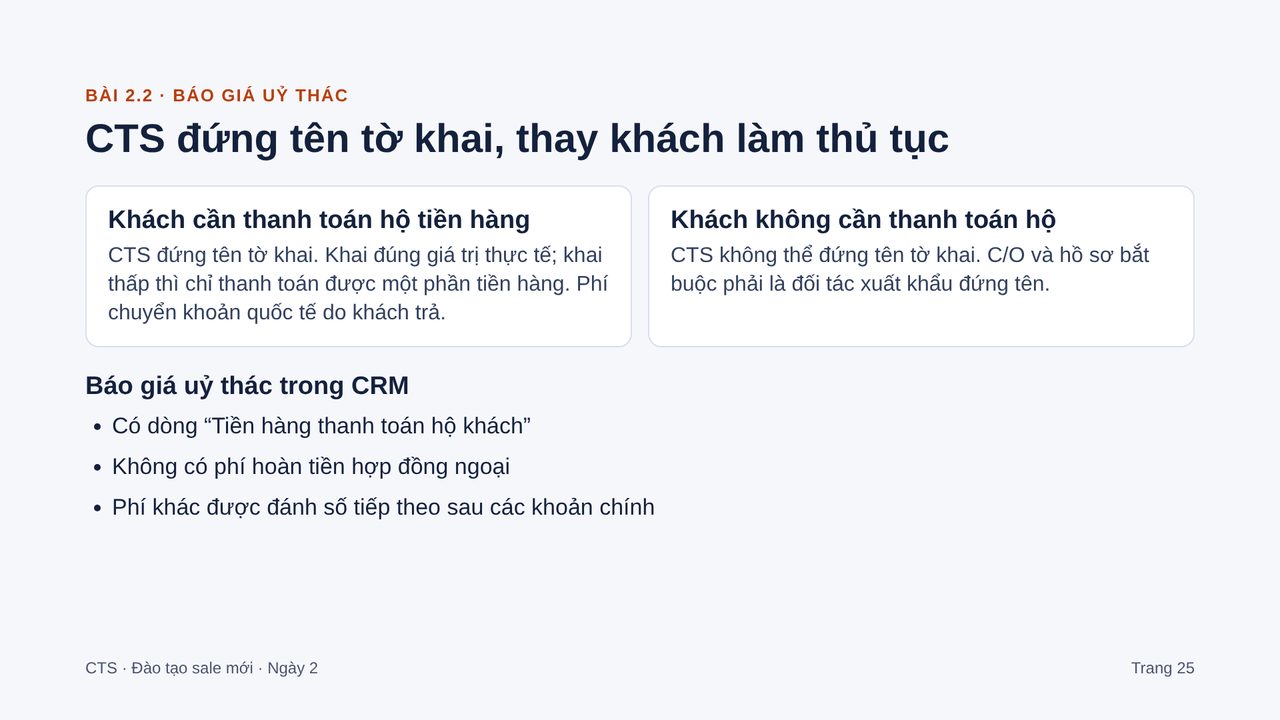 BÀI 2.2 · BÁO GIÁ UỶ THÁC
CTS đứng tên tờ khai, thay khách làm thủ tục
Khách cần thanh toán hộ tiền hàng
CTS đứng tên tờ khai. Khai đúng giá trị thực tế; khai
thấp thì chỉ thanh toán được một phần tiền hàng. Phí
chuyển khoản quốc tế do khách trả.
Khách không cần thanh toán hộ
CTS không thể đứng tên tờ khai. C/O và hồ sơ bắt
buộc phải là đối tác xuất khẩu đứng tên.
Báo giá uỷ thác trong CRM
• Có dòng “Tiền hàng thanh toán hộ khách”
• Không có phí hoàn tiền hợp đồng ngoại
• Phí khác được đánh số tiếp theo sau các khoản chính
CTS · Đào tạo sale mới · Ngày 2
Trang 25